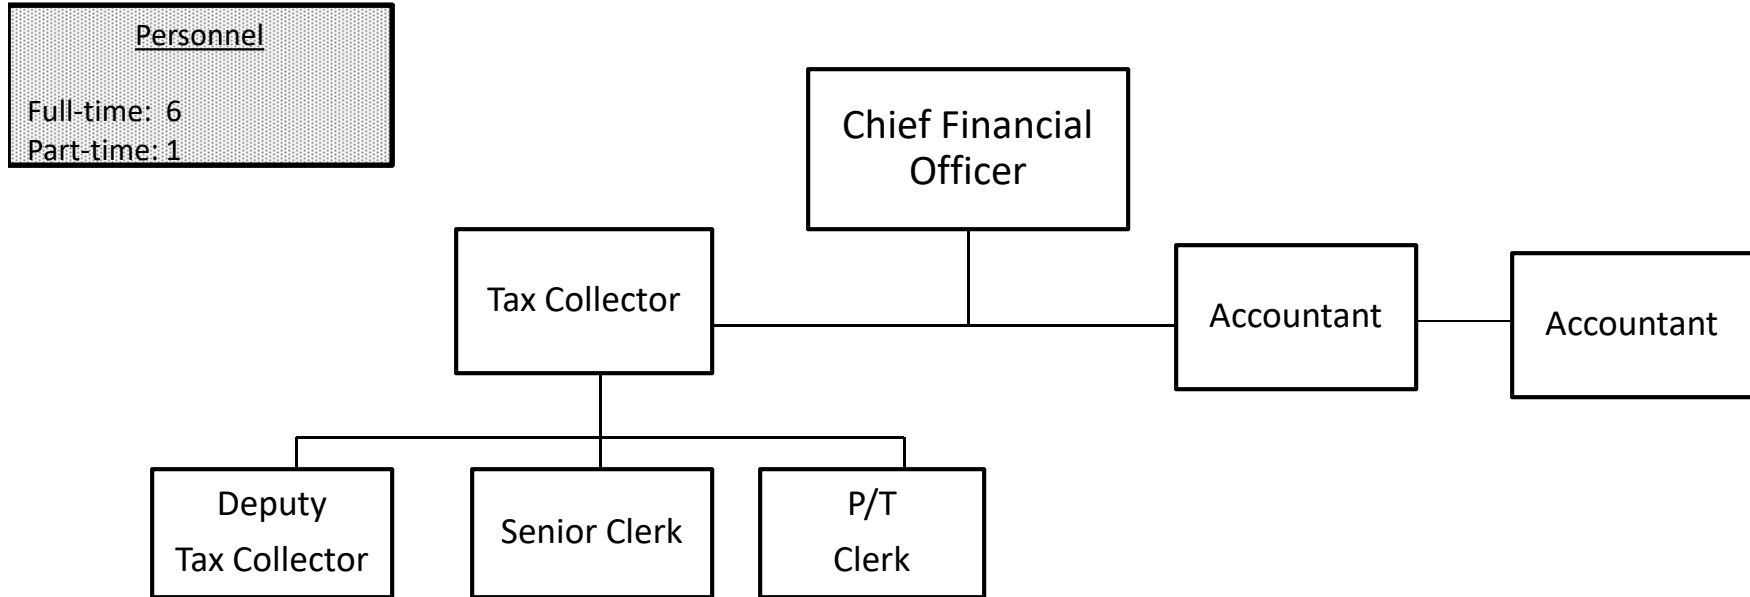 Personnel
Full-time: 6
Part-time: 1
Chief Financial
Officer
Tax Collector
Accountant
Accountant
Deputy
Tax Collector
Senior Clerk
P/T
Clerk